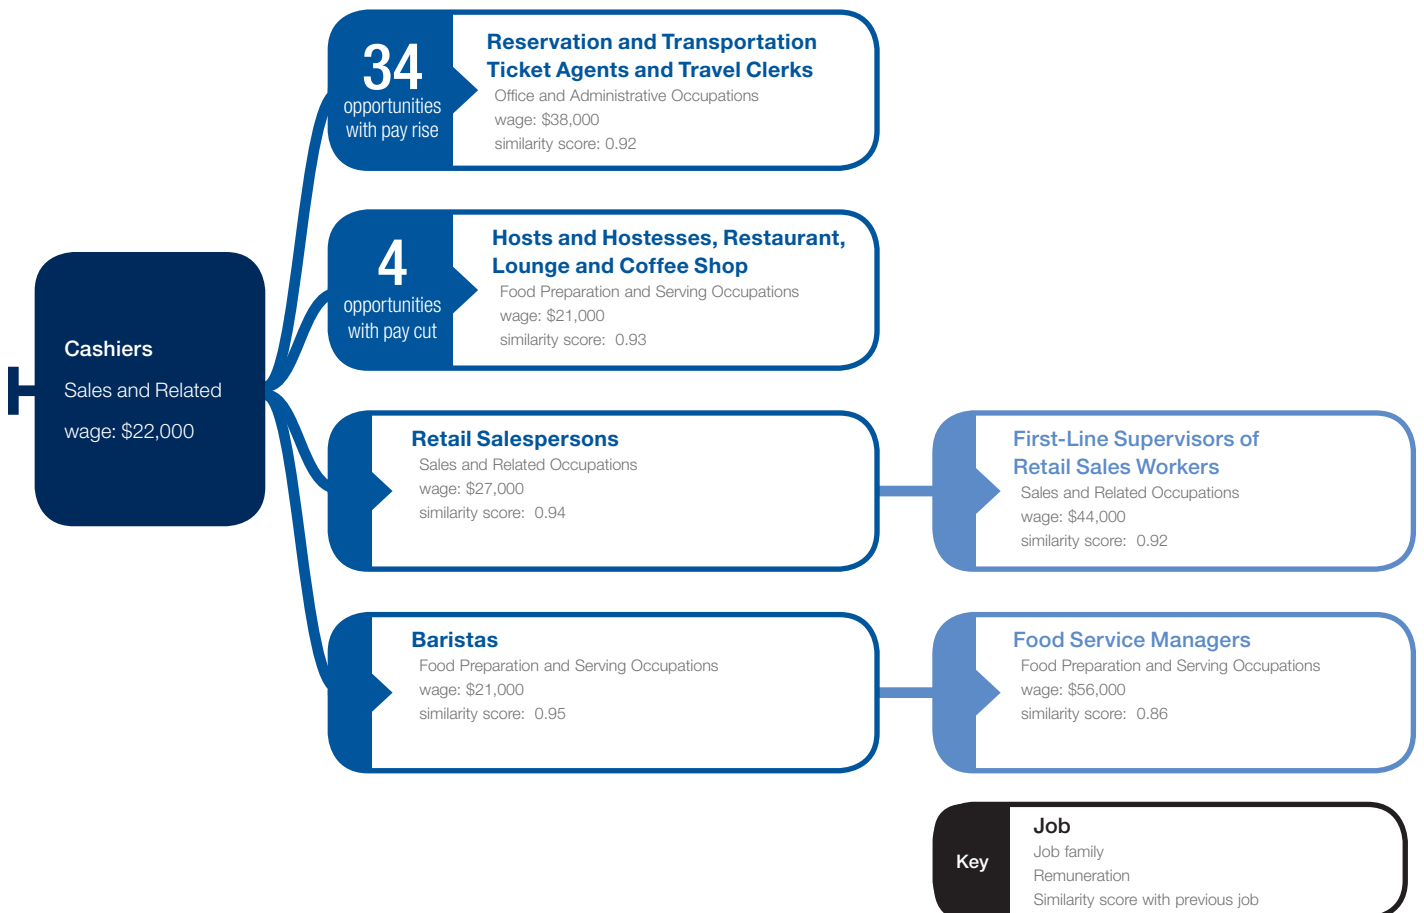 Cashiers
Sales and Related
wage: $22,000
34
opportunities
with pay rise
Reservation and Transportation
Ticket Agents and Travel Clerks
Office and Administrative Occupations
wage: $38,000
similarity score: 0.92
4
opportunities
with pay cut
Hosts and Hostesses, Restaurant,
Lounge and Coffee Shop
Food Preparation and Serving Occupations
wage: $21,000
similarity score: 0.93
Retail Salespersons
Sales and Related Occupations
wage: $27,000
similarity score: 0.94
First-Line Supervisors of
Retail Sales Workers
Sales and Related Occupations
wage: $44,000
similarity score: 0.92
Baristas
Food Preparation and Serving Occupations
wage: $21,000
similarity score: 0.95
Food Service Managers
Food Preparation and Serving Occupations
wage: $56,000
similarity score: 0.86
Key
Job
Job family
Remuneration
Similarity score with previous job